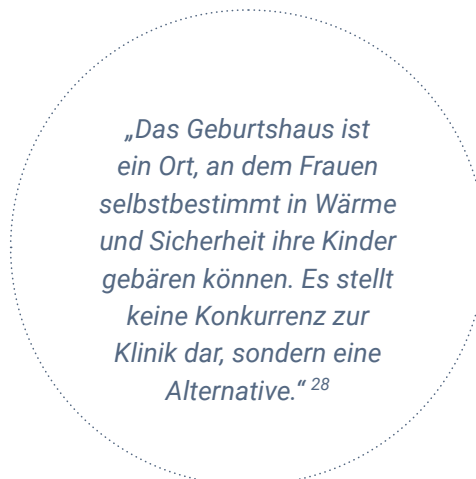 „Das Geburtshaus ist
ein Ort, an dem Frauen
selbstbestimmt in Wärme
und Sicherheit ihre Kinder
gebären können. Es stellt
keine Konkurrenz zur
Klinik dar, sondern eine
Alternative.“ 28